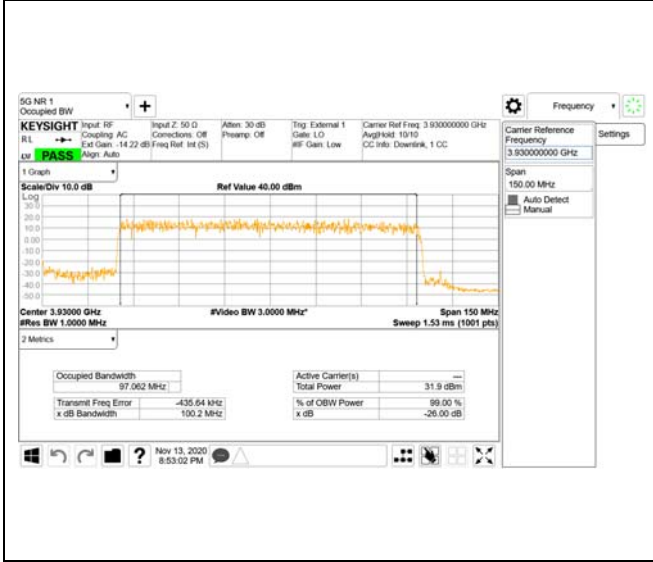 5G NR 1
Occupied BW
Frequency
KEYSIGHT
RL
PASS
Input: RF
Coupling: AC
Ext Gain: -14.22 dB
Align: Auto
Input Z: 50 Ω
Corrections: Off
Freq Ref: Int (S)
Atten: 30 dB
Preamp: Off
Trig: External 1
Gate: LO
#IF Gain: Low
Carrier Ref Freq: 3.930000000 GHz
Avg|Hold: 10/10
CC Info: Downlink, 1 CC
Carrier Reference
Frequency
3.930000000 GHz
Settings
Span
150.00 MHz
Auto Detect
Manual
1 Graph
Scale/Div 10.0 dB
Ref Value 40.00 dBm
Log
30.0
20.0
10.0
0.00
-10.0
-20.0
-30.0
-40.0
-50.0
Center 3.93000 GHz
#Video BW 3.0000 MHz*
Span 150 MHz
#Res BW 1.0000 MHz
Sweep 1.53 ms (1001 pts)
2 Metrics
Occupied Bandwidth
97.062 MHz
Transmit Freq Error -435.64 kHz
x dB Bandwidth 100.2 MHz
Active Carrier(s) ---
Total Power 31.9 dBm
% of OBW Power 99.00 %
x dB -26.00 dB
?
Nov 13, 2020
8:53:02 PM